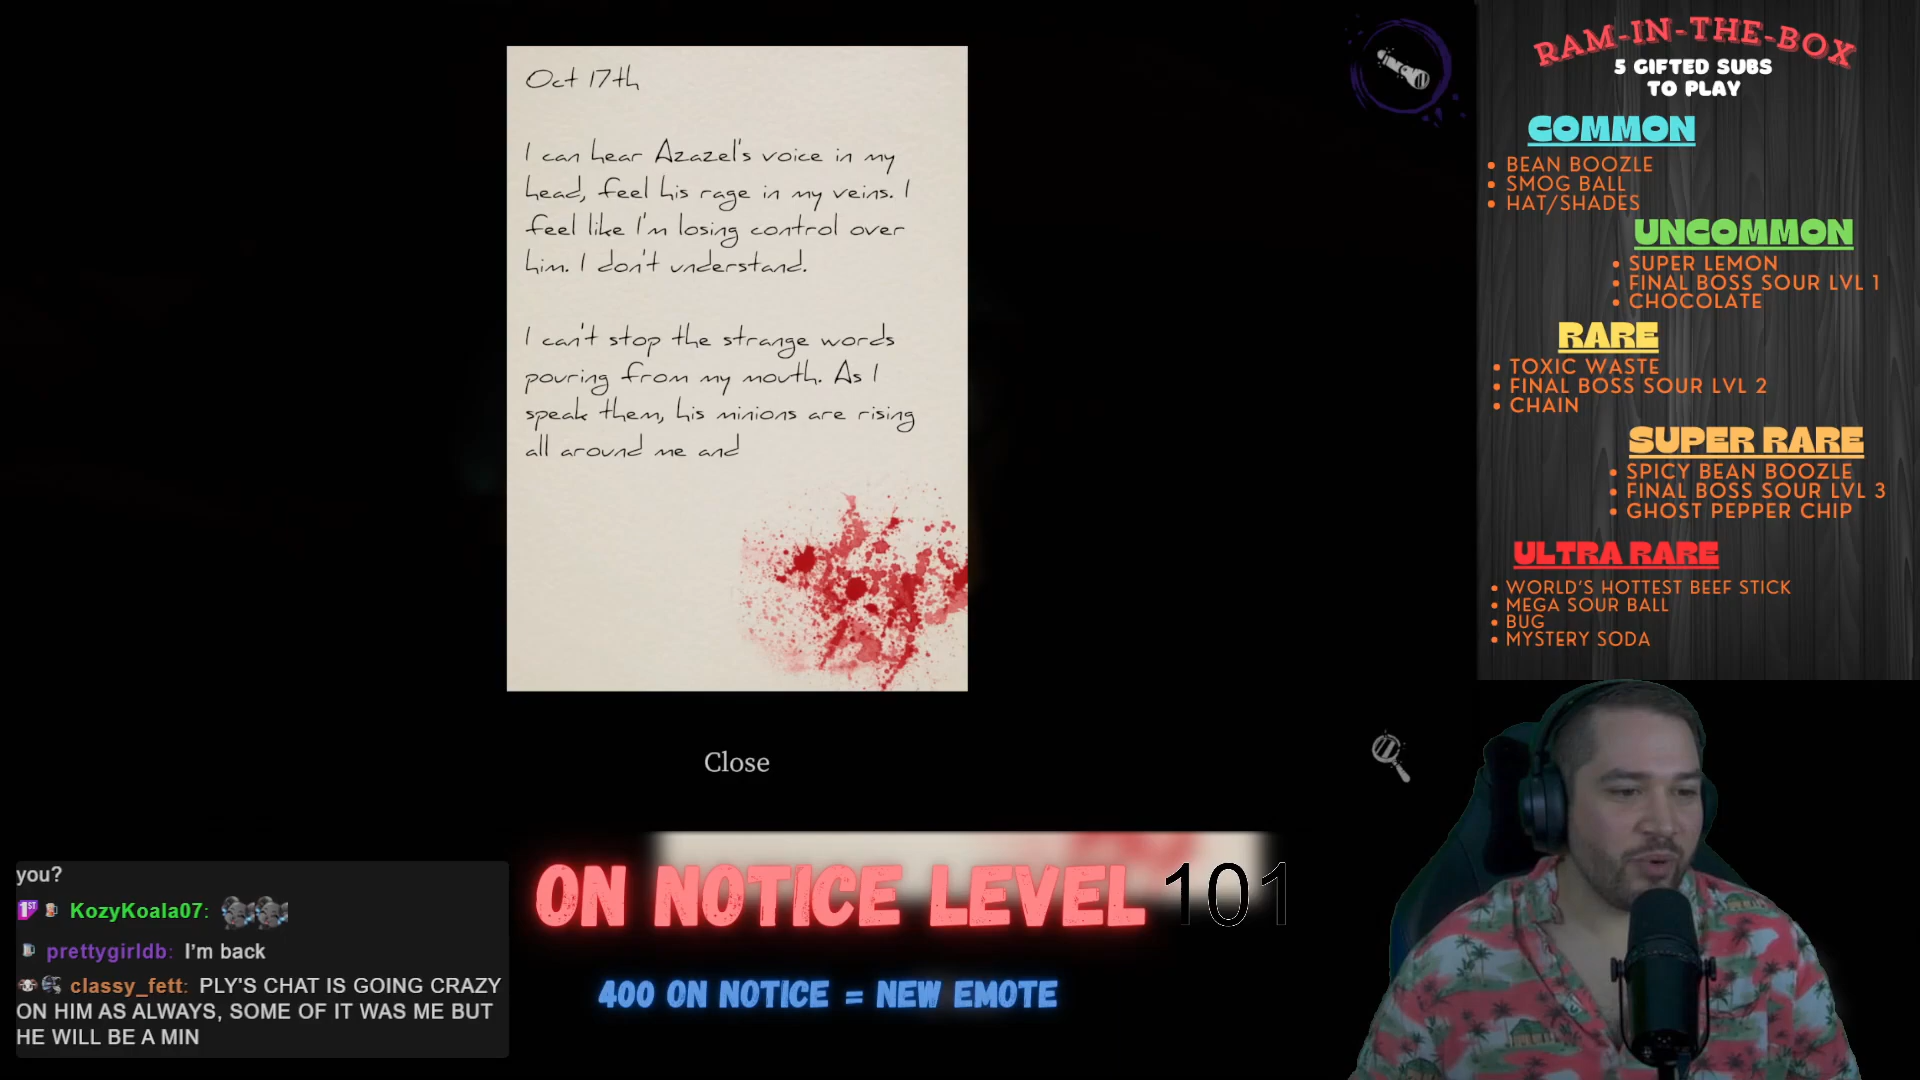 Oct 17th
I can hear Azazel's voice in my
head, feel his rage in my veins. I
feel like I'm losing control over
him. I don't understand.
I can't stop the strange words
pouring from my mouth. As I
speak them, his minions are rising
all around me and
Close
RAM-IN-THE-BOX
5 GIFTED SUBS
TO PLAY
COMMON
• BEAN BOOZLE
• SMOG BALL
• HAT/SHADES
UNCOMMON
• SUPER LEMON
• FINAL BOSS SOUR LVL 1
• CHOCOLATE
RARE
• TOXIC WASTE
• FINAL BOSS SOUR LVL 2
• CHAIN
SUPER RARE
• SPICY BEAN BOOZLE
• FINAL BOSS SOUR LVL 3
• GHOST PEPPER CHIP
ULTRA RARE
• WORLD'S HOTTEST BEEF STICK
• MEGA SOUR BALL
• BUG
• MYSTERY SODA
you?
1ST KozyKoala07:
prettygirldb: I'm back
classy_fett: PLY'S CHAT IS GOING CRAZY
ON HIM AS ALWAYS, SOME OF IT WAS ME BUT
HE WILL BE A MIN
ON NOTICE LEVEL 101
400 ON NOTICE = NEW EMOTE